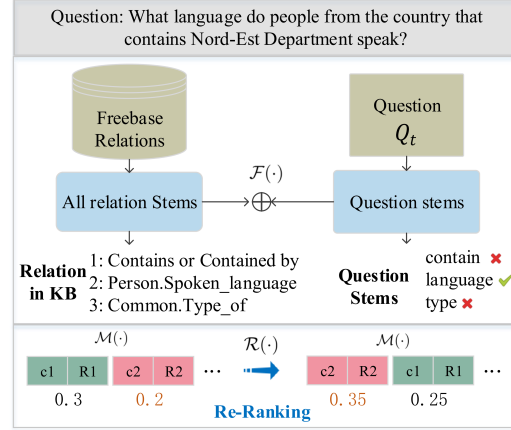 Question: What language do people from the country that
contains Nord-Est Department speak?
Freebase
Relations
Question
Qt
F(·)
All relation Stems
Question stems
Relation
in KB
1: Contains or Contained by
2: Person.Spoken_language
3: Common.Type_of
Question
Stems
contain
language
type
M(·)
R(·)
M(·)
c1 R1 c2 R2 ...
c2 R2 c1 R1 ...
0.3 0.2
0.35 0.25
Re-Ranking